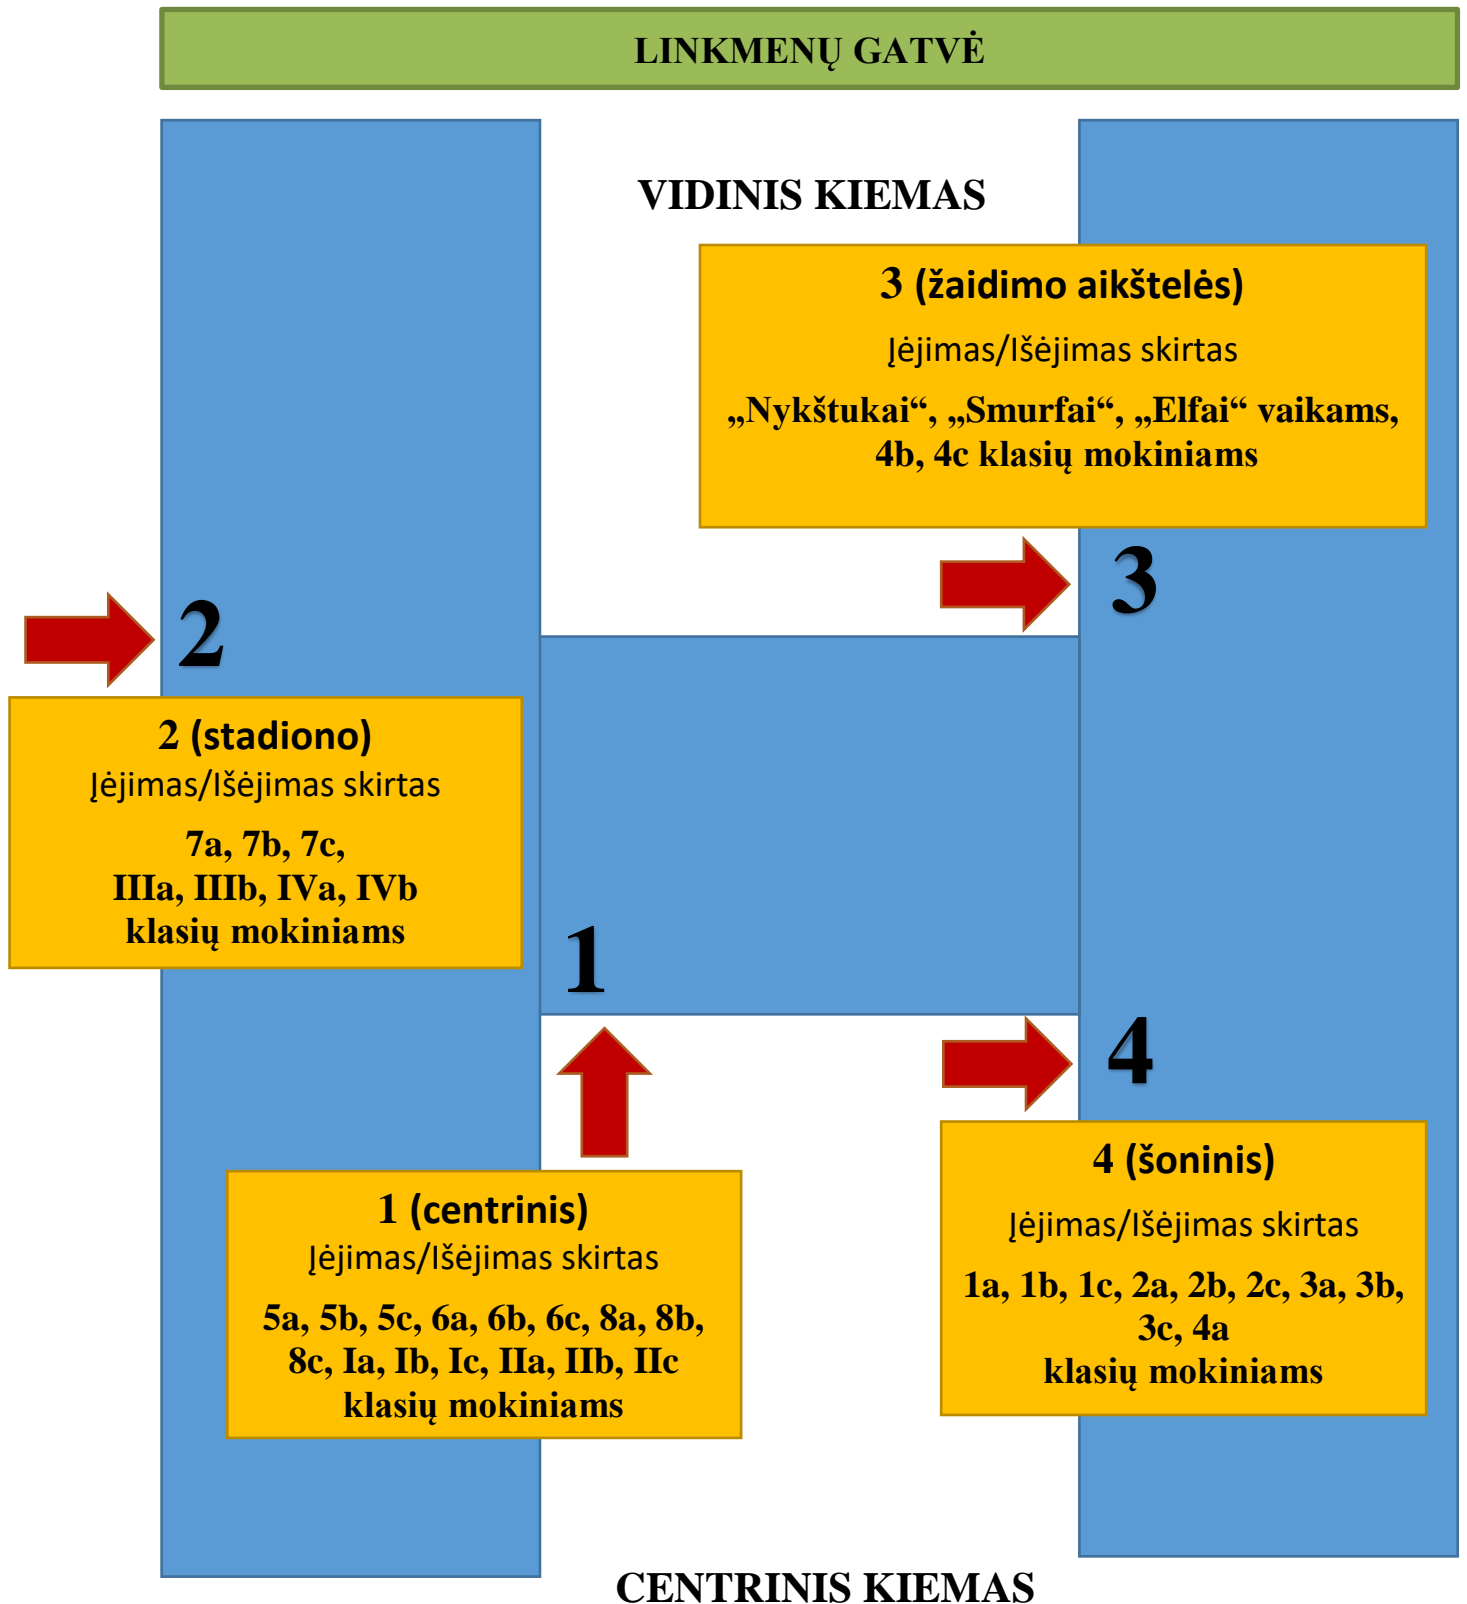 LINKMENŲ GATVĖ
VIDINIS KIEMAS
3 (žaidimo aikštelės)
Įėjimas/Išėjimas skirtas
„Nykštukai“, „Smurfai“, „Elfai“ vaikams,
4b, 4c klasių mokiniams
3
2
2 (stadiono)
Įėjimas/Išėjimas skirtas
7a, 7b, 7c,
IIIa, IIIb, IVa, IVb
klasių mokiniams
1
4
1 (centrinis)
Įėjimas/Išėjimas skirtas
5a, 5b, 5c, 6a, 6b, 6c, 8a, 8b,
8c, Ia, Ib, Ic, IIa, IIb, IIc
klasių mokiniams
4 (šoninis)
Įėjimas/Išėjimas skirtas
1a, 1b, 1c, 2a, 2b, 2c, 3a, 3b,
3c, 4a
klasių mokiniams
CENTRINIS KIEMAS